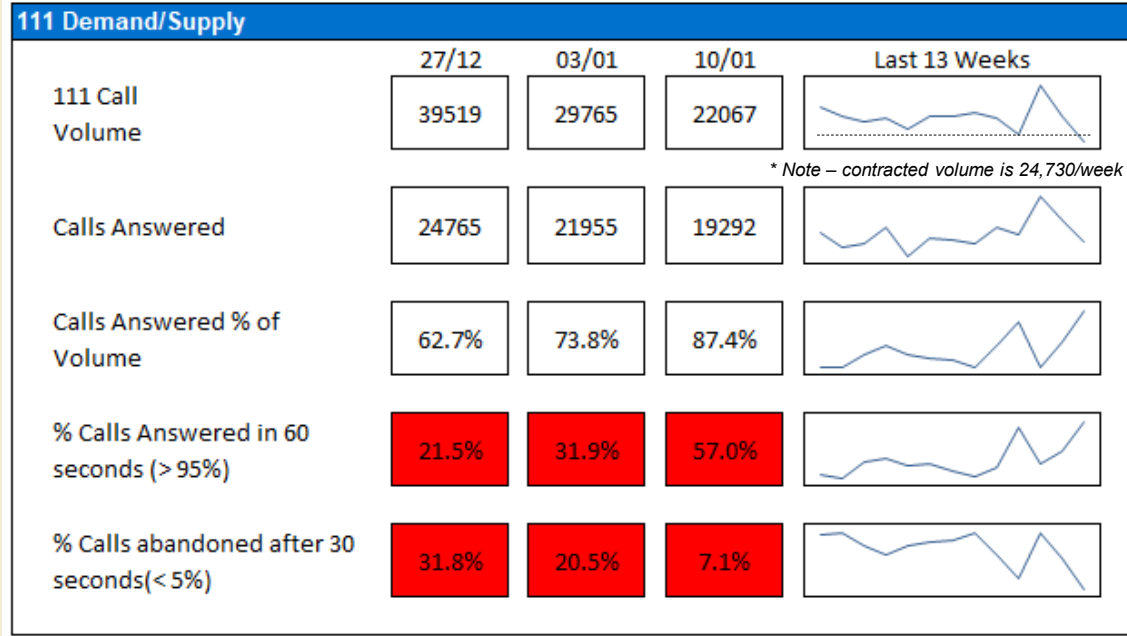 111 Demand/Supply
27/12 03/01 10/01 Last 13 Weeks
111 Call
Volume
39519 29765 22067
* Note – contracted volume is 24,730/week
Calls Answered 24765 21955 19292
Calls Answered % of
Volume
62.7% 73.8% 87.4%
% Calls Answered in 60
seconds (> 95%)
21.5% 31.9% 57.0%
% Calls abandoned after 30
seconds(< 5%)
31.8% 20.5% 7.1%